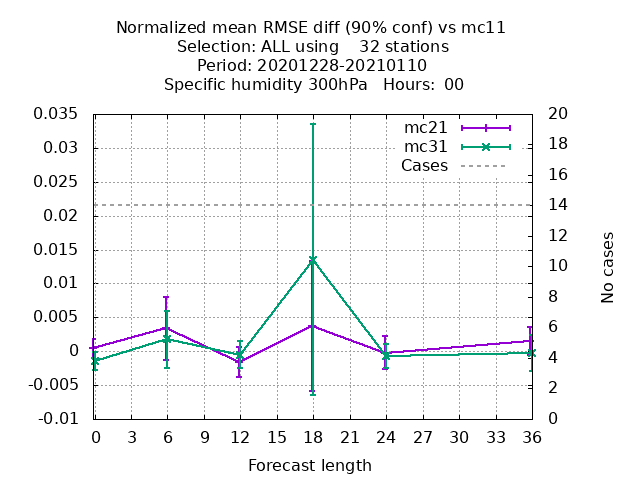 Normalized mean RMSE diff (90% conf) vs mc11
Selection: ALL using    32 stations
Period: 20201228-20210110
Specific humidity 300hPa   Hours:  00
mc21
mc31
Cases
0.035
0.03
0.025
0.02
0.015
0.01
0.005
0
-0.005
-0.01
20
18
16
14
12
10
8
6
4
2
0
No cases
0 3 6 9 12 15 18 21 24 27 30 33 36
Forecast length